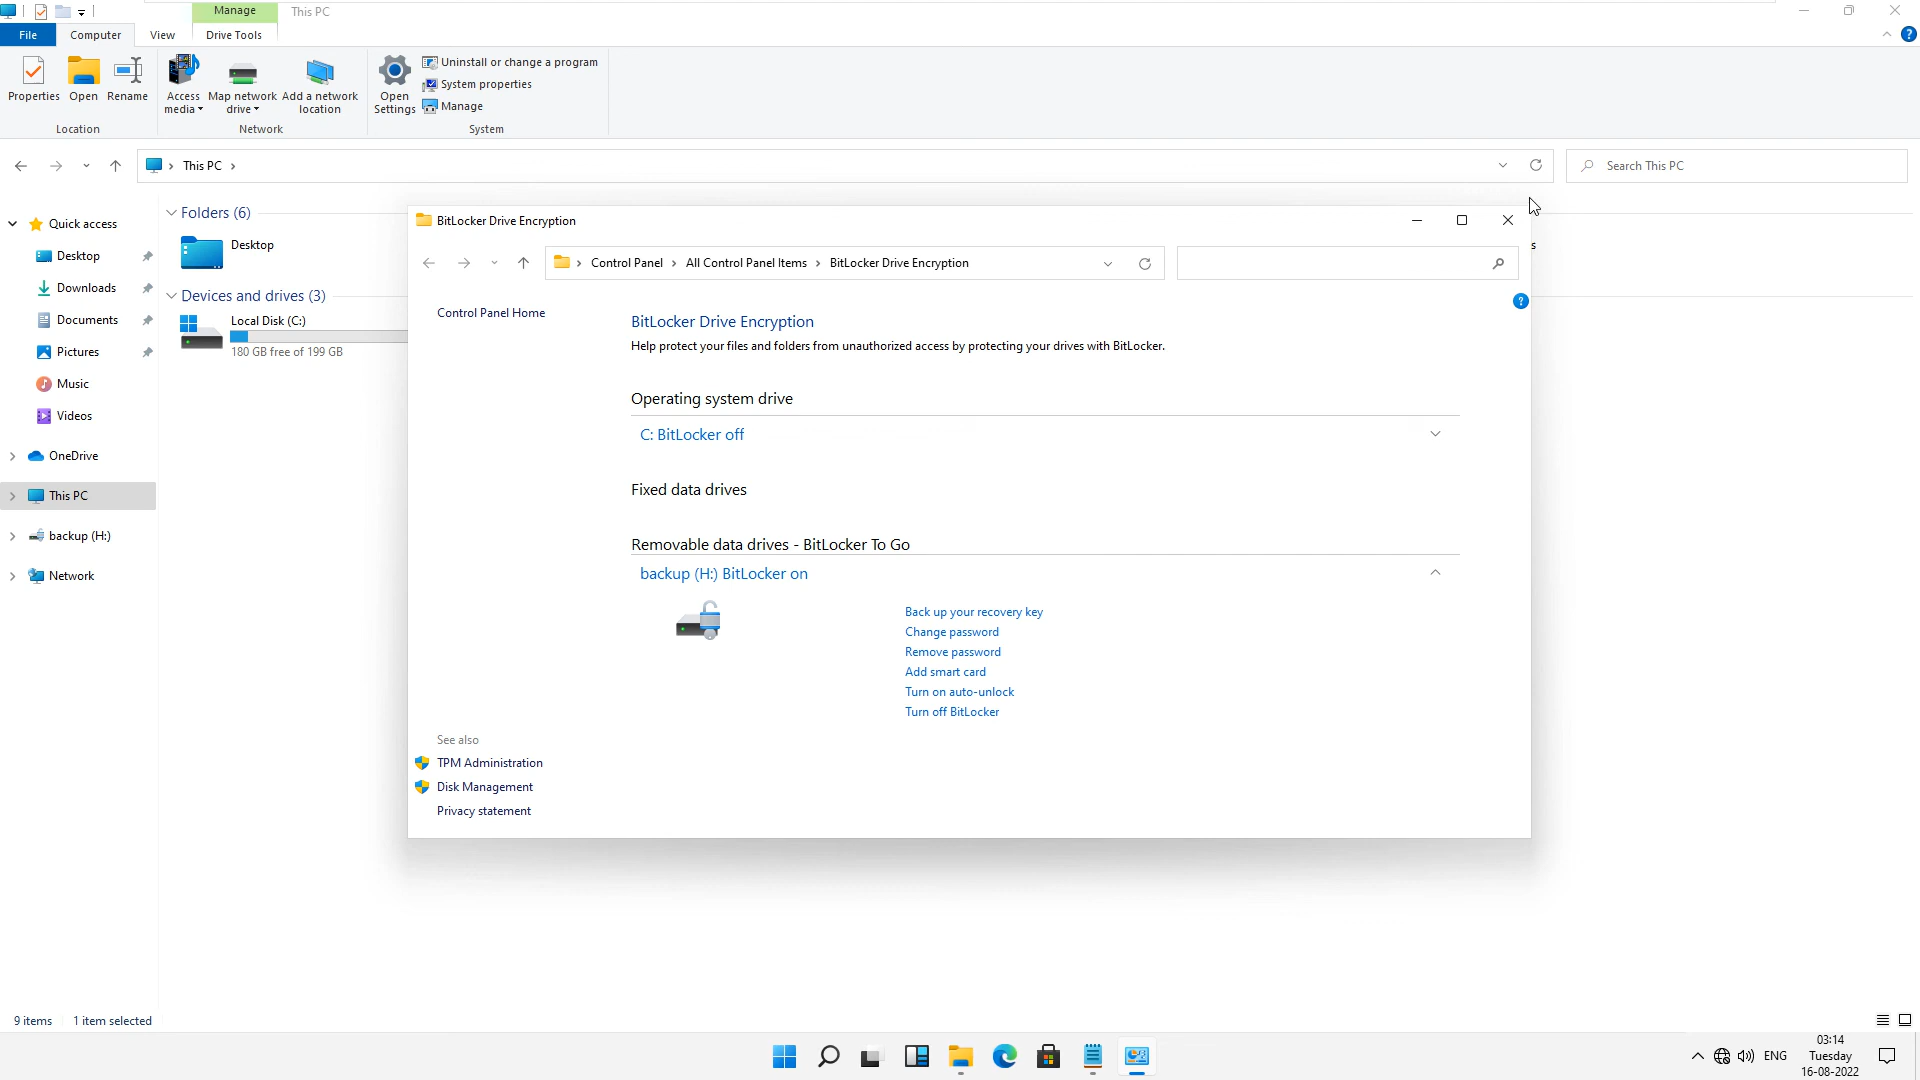 Manage
This PC
File
Computer
View
Drive Tools
Properties
Open
Rename
Access media
Map network drive
Add a network location
Open Settings
Uninstall or change a program
System properties
Manage
Location
Network
System
This PC
Search This PC
Quick access
Desktop
Downloads
Documents
Pictures
Music
Videos
OneDrive
This PC
backup (H:)
Network
Folders (6)
Desktop
Devices and drives (3)
Local Disk (C:)
180 GB free of 199 GB
s
BitLocker Drive Encryption
Control Panel > All Control Panel Items > BitLocker Drive Encryption
Control Panel Home
?
BitLocker Drive Encryption
Help protect your files and folders from unauthorized access by protecting your drives with BitLocker.
Operating system drive
C: BitLocker off
Fixed data drives
Removable data drives - BitLocker To Go
backup (H:) BitLocker on
Back up your recovery key
Change password
Remove password
Add smart card
Turn on auto-unlock
Turn off BitLocker
See also
TPM Administration
Disk Management
Privacy statement
9 items
1 item selected
ENG
03:14
Tuesday
16-08-2022